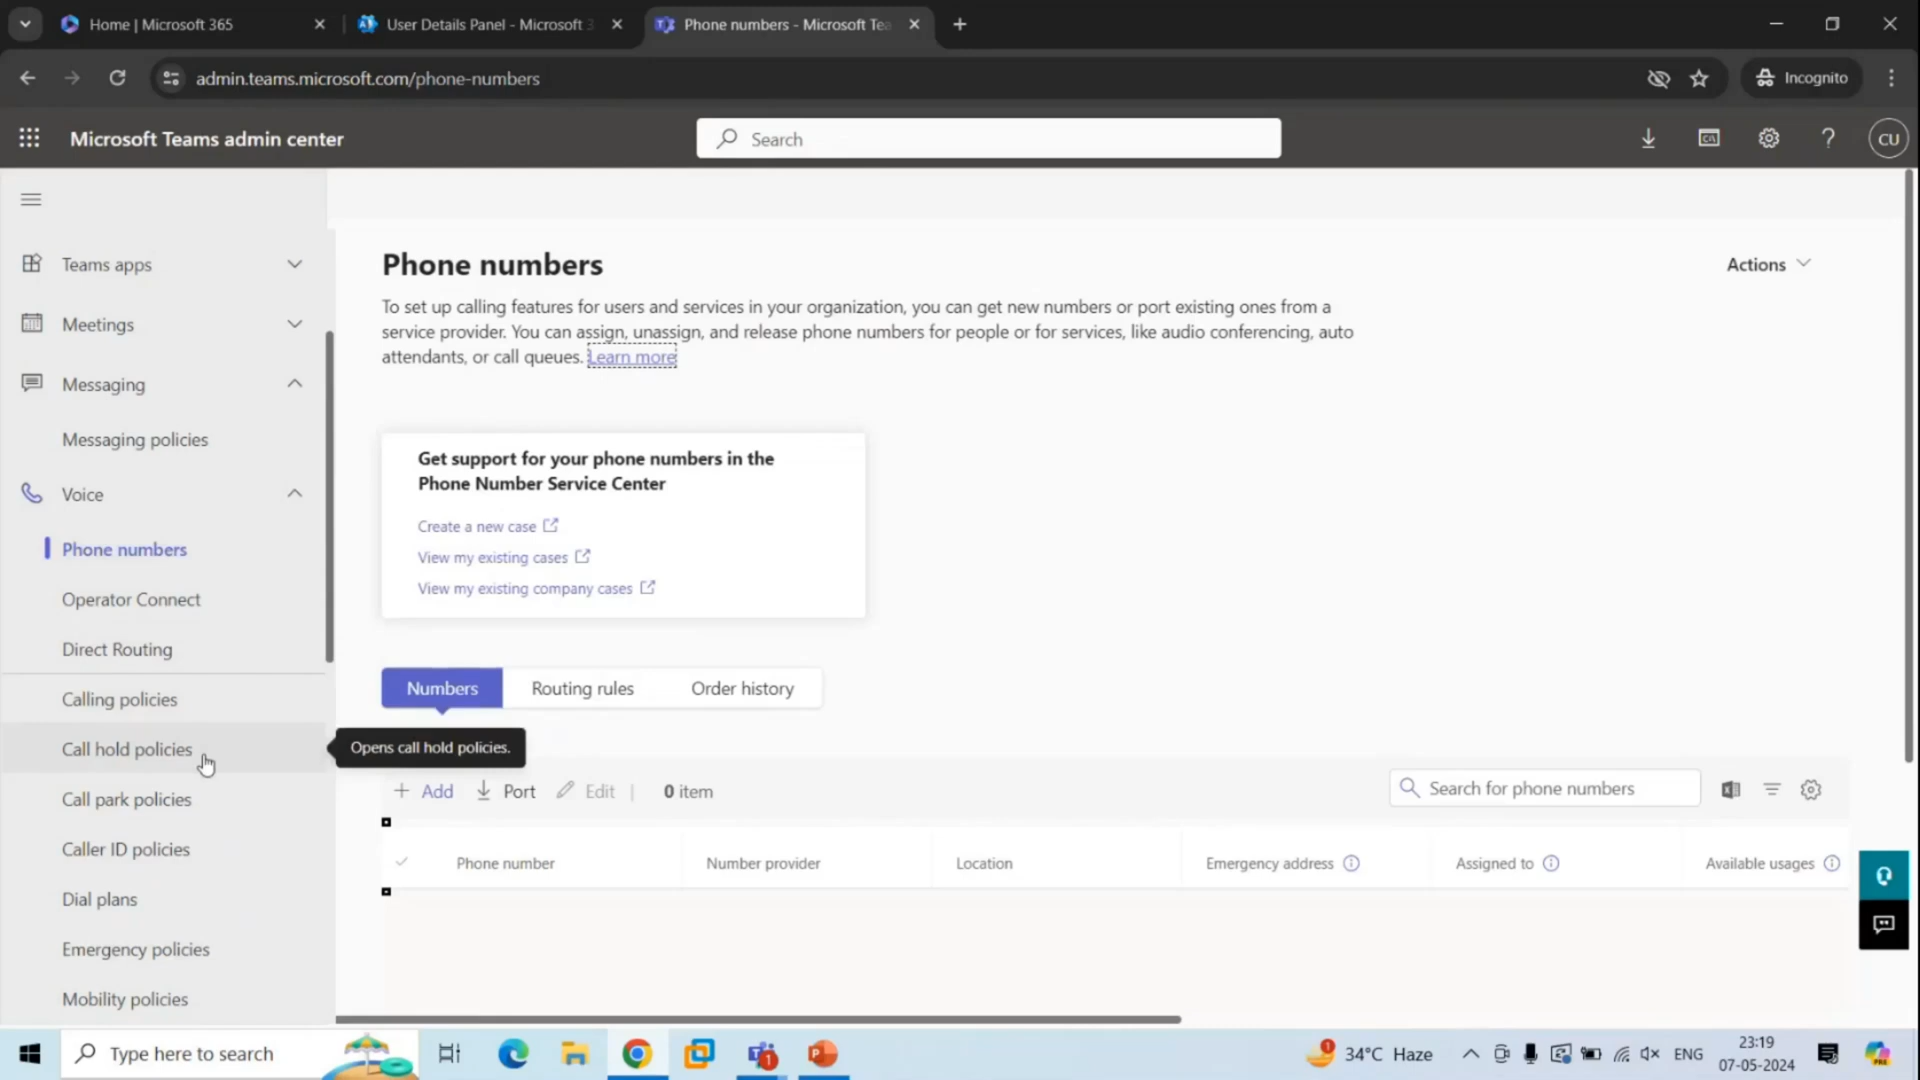 Home | Microsoft 365
User Details Panel - Microsoft 3
Phone numbers - Microsoft Tea
admin.teams.microsoft.com/phone-numbers
Incognito
Microsoft Teams admin center
Search
CU
Teams apps
Meetings
Messaging
Messaging policies
Voice
Phone numbers
Operator Connect
Direct Routing
Calling policies
Call hold policies
Call park policies
Caller ID policies
Dial plans
Emergency policies
Mobility policies
Opens call hold policies.
Phone numbers
Actions
To set up calling features for users and services in your organization, you can get new numbers or port existing ones from a
service provider. You can assign, unassign, and release phone numbers for people or for services, like audio conferencing, auto
attendants, or call queues. Learn more
Get support for your phone numbers in the
Phone Number Service Center
Create a new case
View my existing cases
View my existing company cases
Numbers
Routing rules
Order history
+ Add
Port
Edit
0 item
Search for phone numbers
Phone number
Number provider
Location
Emergency address
Assigned to
Available usages
Type here to search
1
1
34°C Haze
ENG
23:19
07-05-2024